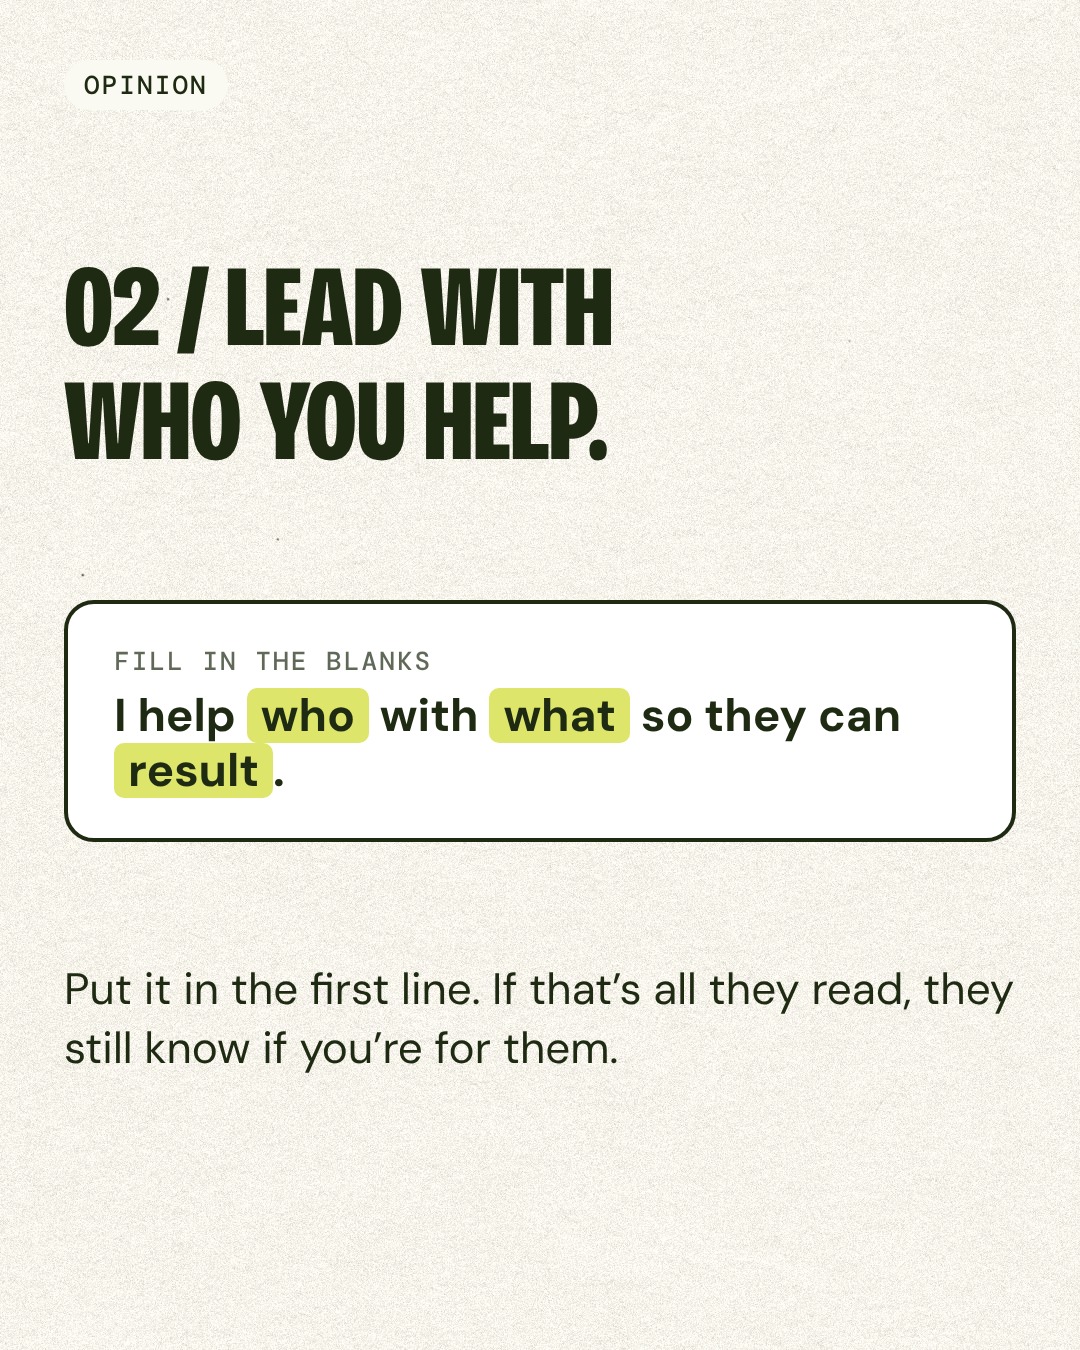 OPINION
02 / LEAD WITH
WHO YOU HELP.
FILL IN THE BLANKS
I help who with what so they can
result.
Put it in the first line. If that’s all they read, they
still know if you’re for them.